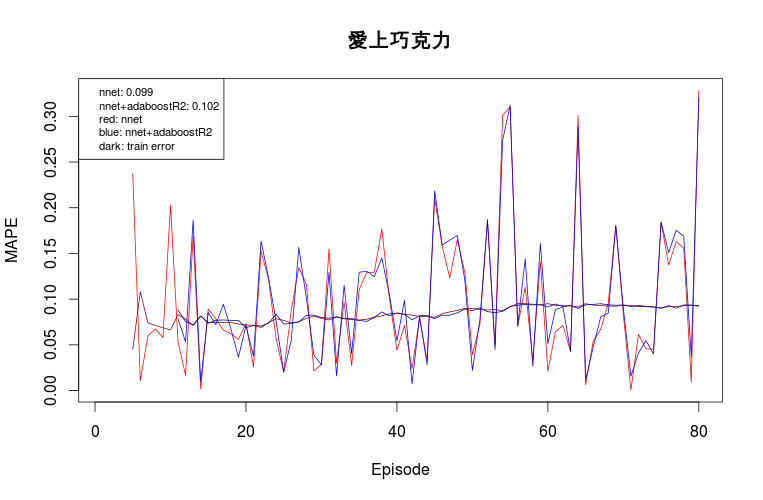 愛上巧克力
nnet: 0.099
nnet+adaboostR2: 0.102
red: nnet
blue: nnet+adaboostR2
dark: train error
MAPE
0.30
0.25
0.20
0.15
0.10
0.05
0.00
0 20 40 60 80
Episode